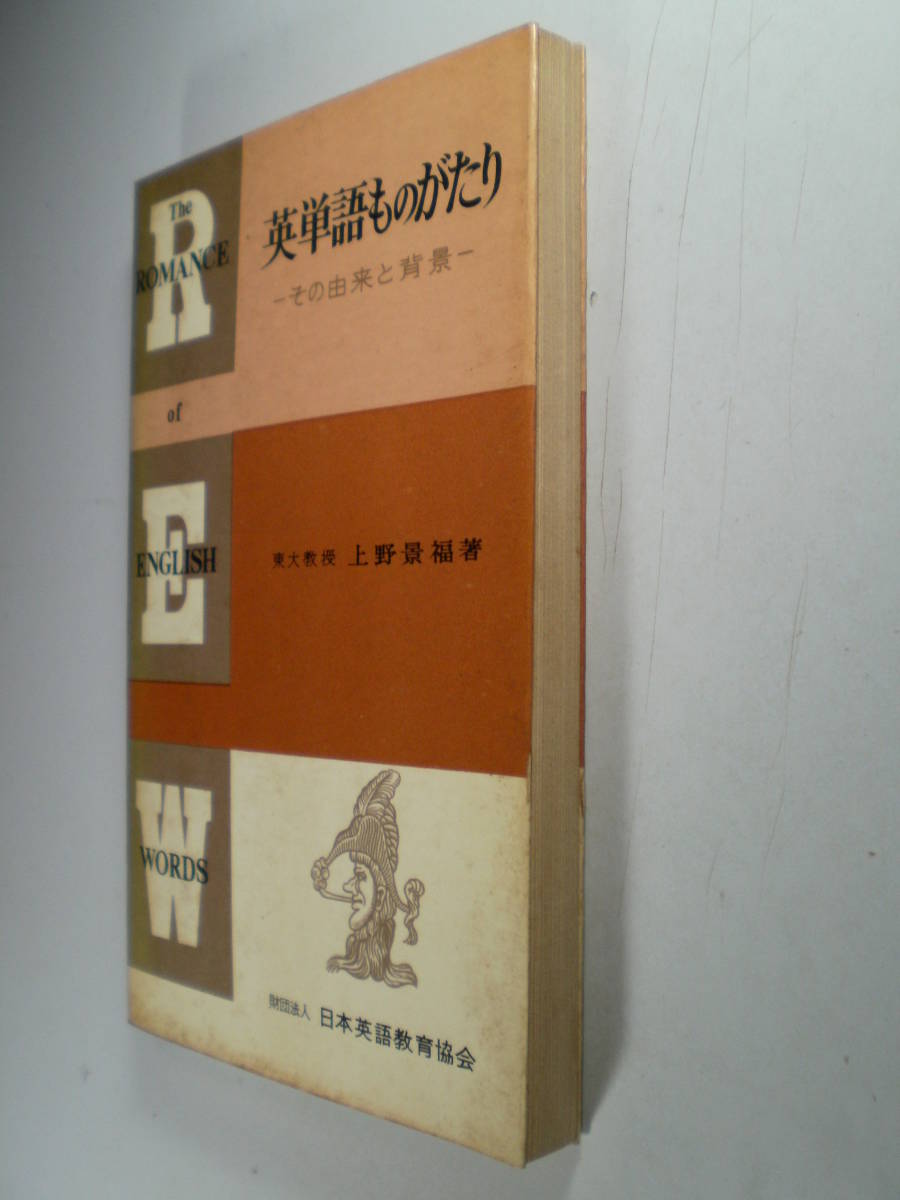 The
R
ROMANCE
of
E
ENGLISH
W
WORDS
英単語ものがたり
―その由来と背景―
東大教授 上野景福著
財団法人 日本英語教育協会